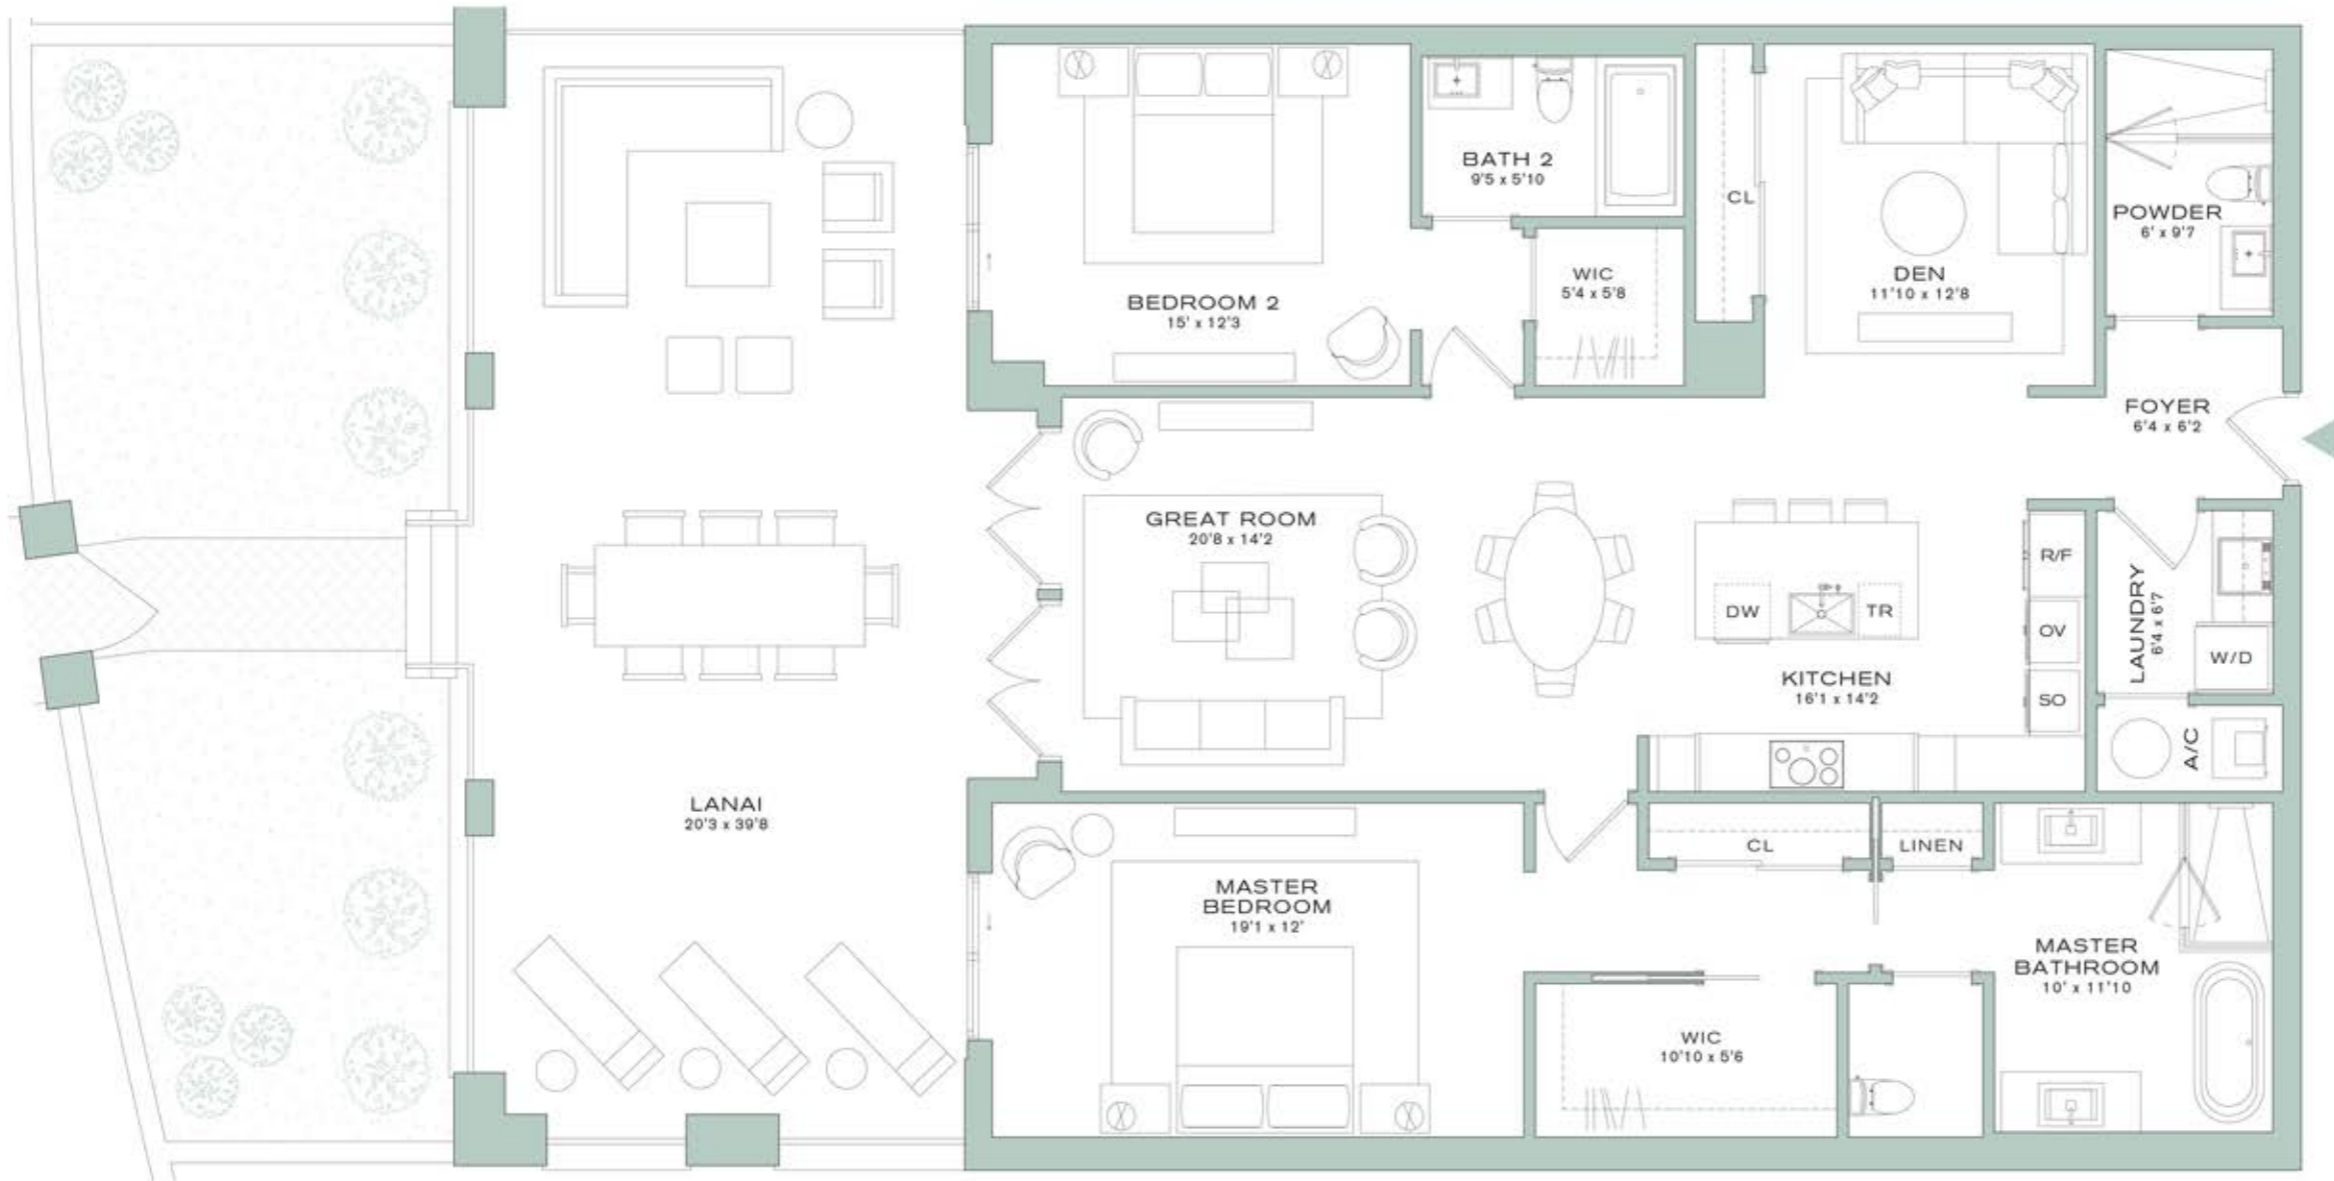 BEDROOM 2
15' x 12'3
BATH 2
9'5 x 5'10
WIC
5'4 x 5'8
CL
DEN
11'10 x 12'8
POWDER
6' x 9'7
FOYER
6'4 x 6'2
GREAT ROOM
20'8 x 14'2
DW
TR
KITCHEN
16'1 x 14'2
R/F
OV
SO
LAUNDRY
6'4 x 6'7
W/D
A/C
LANAI
20'3 x 39'8
MASTER
BEDROOM
19'1 x 12'
CL
LINEN
WIC
10'10 x 5'6
MASTER
BATHROOM
10' x 11'10